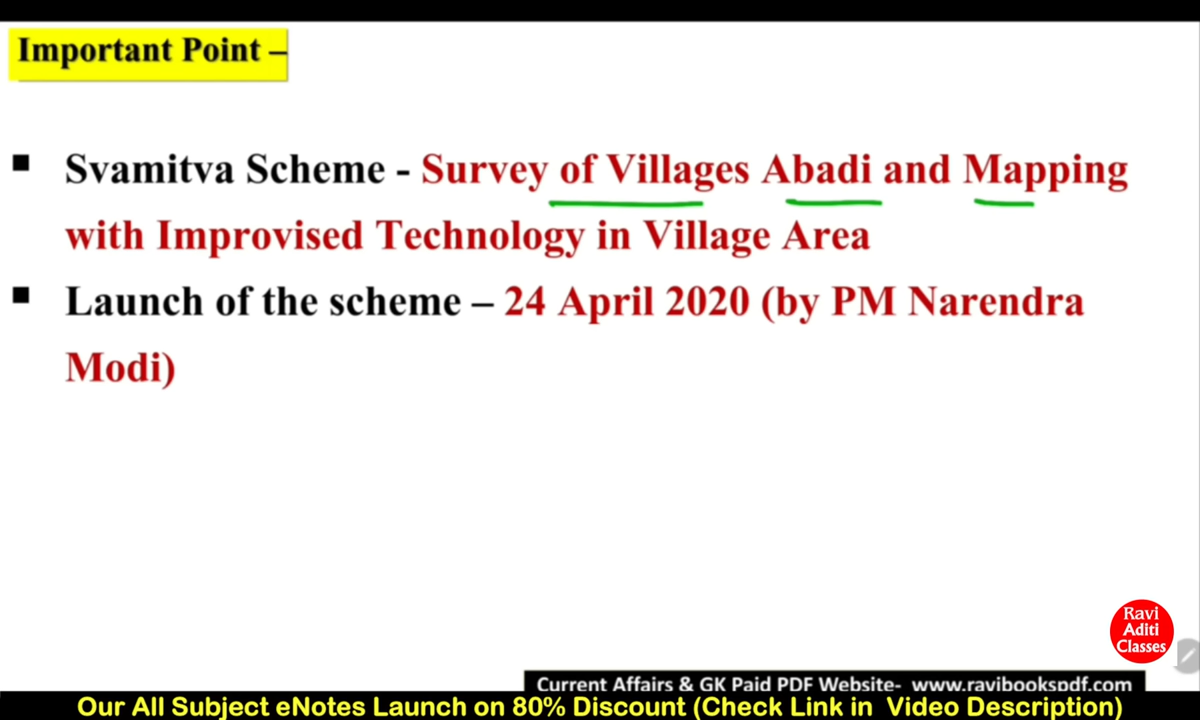 Important Point –
▪ Svamitva Scheme - Survey of Villages Abadi and Mapping
with Improvised Technology in Village Area
▪ Launch of the scheme – 24 April 2020 (by PM Narendra
Modi)
Ravi
Aditi
Classes
Current Affairs & GK Paid PDF Website- www.ravibookspdf.com
Our All Subject eNotes Launch on 80% Discount (Check Link in Video Description)